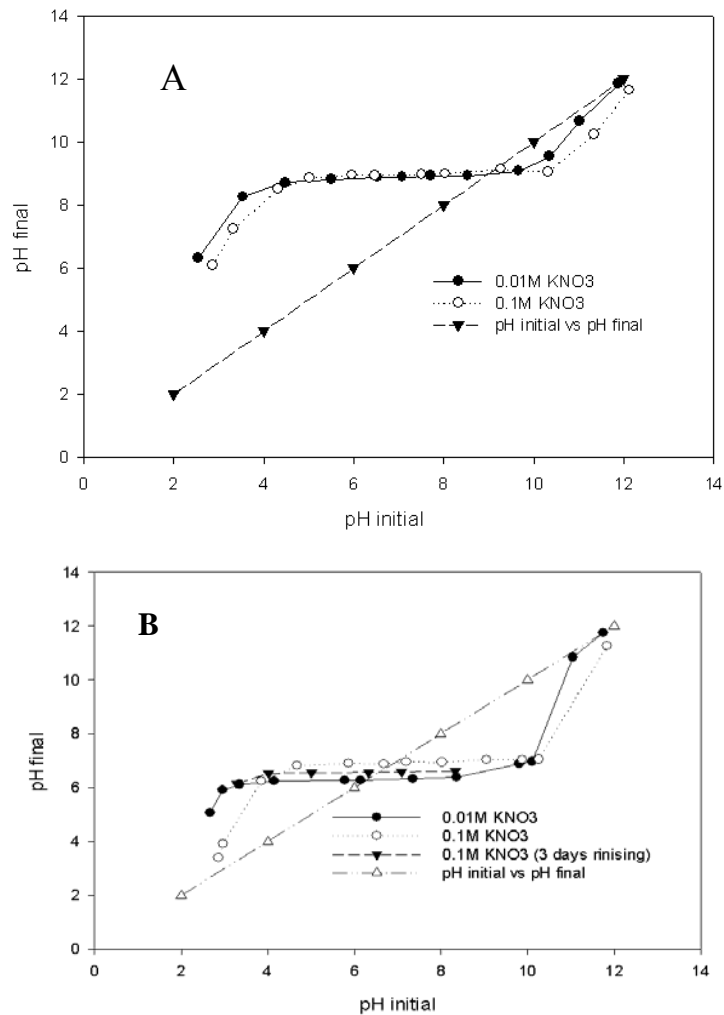 14
A
12
10
8
6
4
2
0
pH final
0.01M KNO3
0.1M KNO3
pH initial vs pH final
0 2 4 6 8 10 12 14
pH initial
14
B
12
10
8
6
4
2
0
pH final
0.01M KNO3
0.1M KNO3
0.1M KNO3 (3 days rinising)
pH initial vs pH final
0 2 4 6 8 10 12 14
pH initial